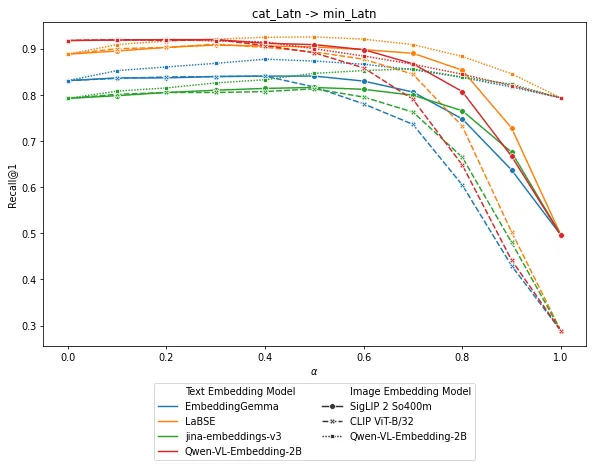 cat_Latn -> min_Latn
Recall@1
0.9
0.8
0.7
0.6
0.5
0.4
0.3
0.0
0.2
0.4
0.6
0.8
1.0
α
Text Embedding Model
EmbeddingGemma
LaBSE
jina-embeddings-v3
Qwen-VL-Embedding-2B
Image Embedding Model
SigLIP 2 So400m
CLIP ViT-B/32
Qwen-VL-Embedding-2B